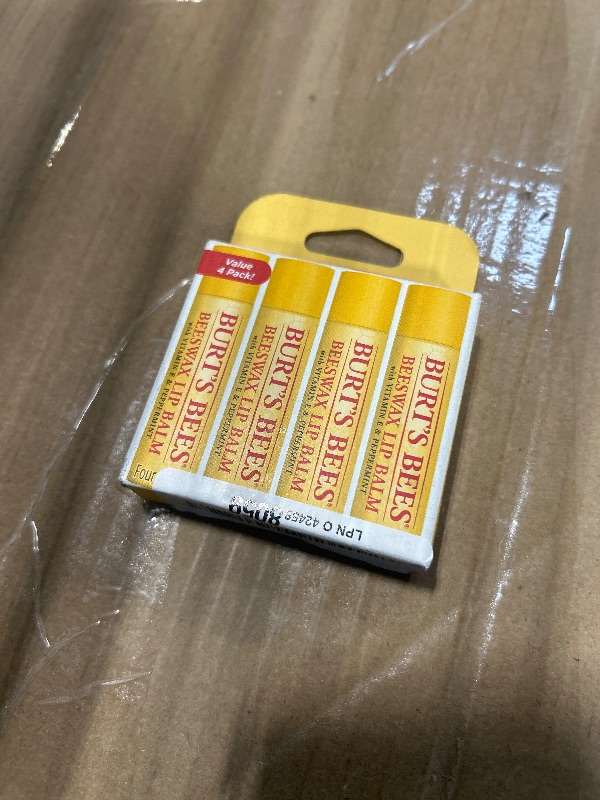 Value
4 Pack!
BURT'S BEES®
BEESWAX LIP BALM
with VITAMIN E & PEPPERMINT
BURT'S BEES®
BEESWAX LIP BALM
with VITAMIN E & PEPPERMINT
BURT'S BEES®
BEESWAX LIP BALM
with VITAMIN E & PEPPERMINT
BURT'S BEES®
BEESWAX LIP BALM
with VITAMIN E & PEPPERMINT
Four
LPN O 42458